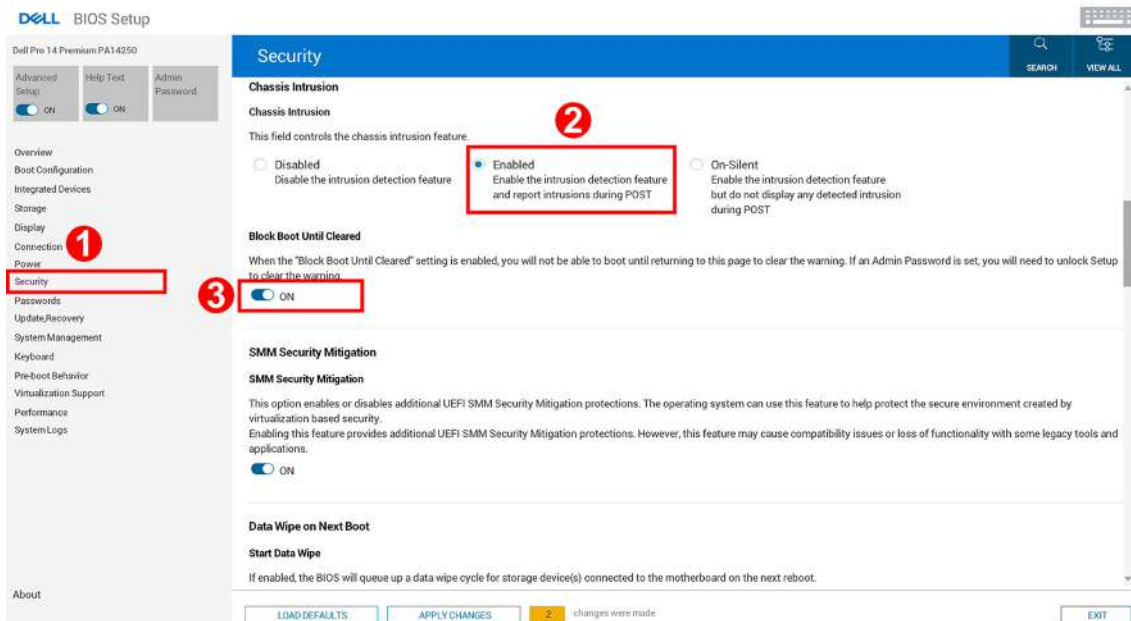 DELL BIOS Setup
Dell Pro 14 Premium PA14250
Advanced Setup
ON
Help Text
ON
Admin Password
Overview
Boot Configuration
Integrated Devices
Storage
Display
Connection
1
Power
Security
Passwords
Update,Recovery
System Management
Keyboard
Pre-boot Behavior
Virtualization Support
Performance
System Logs
About
Security
SEARCH
VIEW ALL
Chassis Intrusion
Chassis Intrusion
This field controls the chassis intrusion feature.
2
Disabled
Disable the intrusion detection feature
Enabled
Enable the intrusion detection feature
and report intrusions during POST
On-Silent
Enable the intrusion detection feature
but do not display any detected intrusion
during POST
Block Boot Until Cleared
When the "Block Boot Until Cleared" setting is enabled, you will not be able to boot until returning to this page to clear the warning. If an Admin Password is set, you will need to unlock Setup
to clear the warning.
3
ON
SMM Security Mitigation
SMM Security Mitigation
This option enables or disables additional UEFI SMM Security Mitigation protections. The operating system can use this feature to help protect the secure environment created by
virtualization based security.
Enabling this feature provides additional UEFI SMM Security Mitigation protections. However, this feature may cause compatibility issues or loss of functionality with some legacy tools and
applications.
ON
Data Wipe on Next Boot
Start Data Wipe
If enabled, the BIOS will queue up a data wipe cycle for storage device(s) connected to the motherboard on the next reboot.
LOAD DEFAULTS
APPLY CHANGES
2 changes were made
EXIT